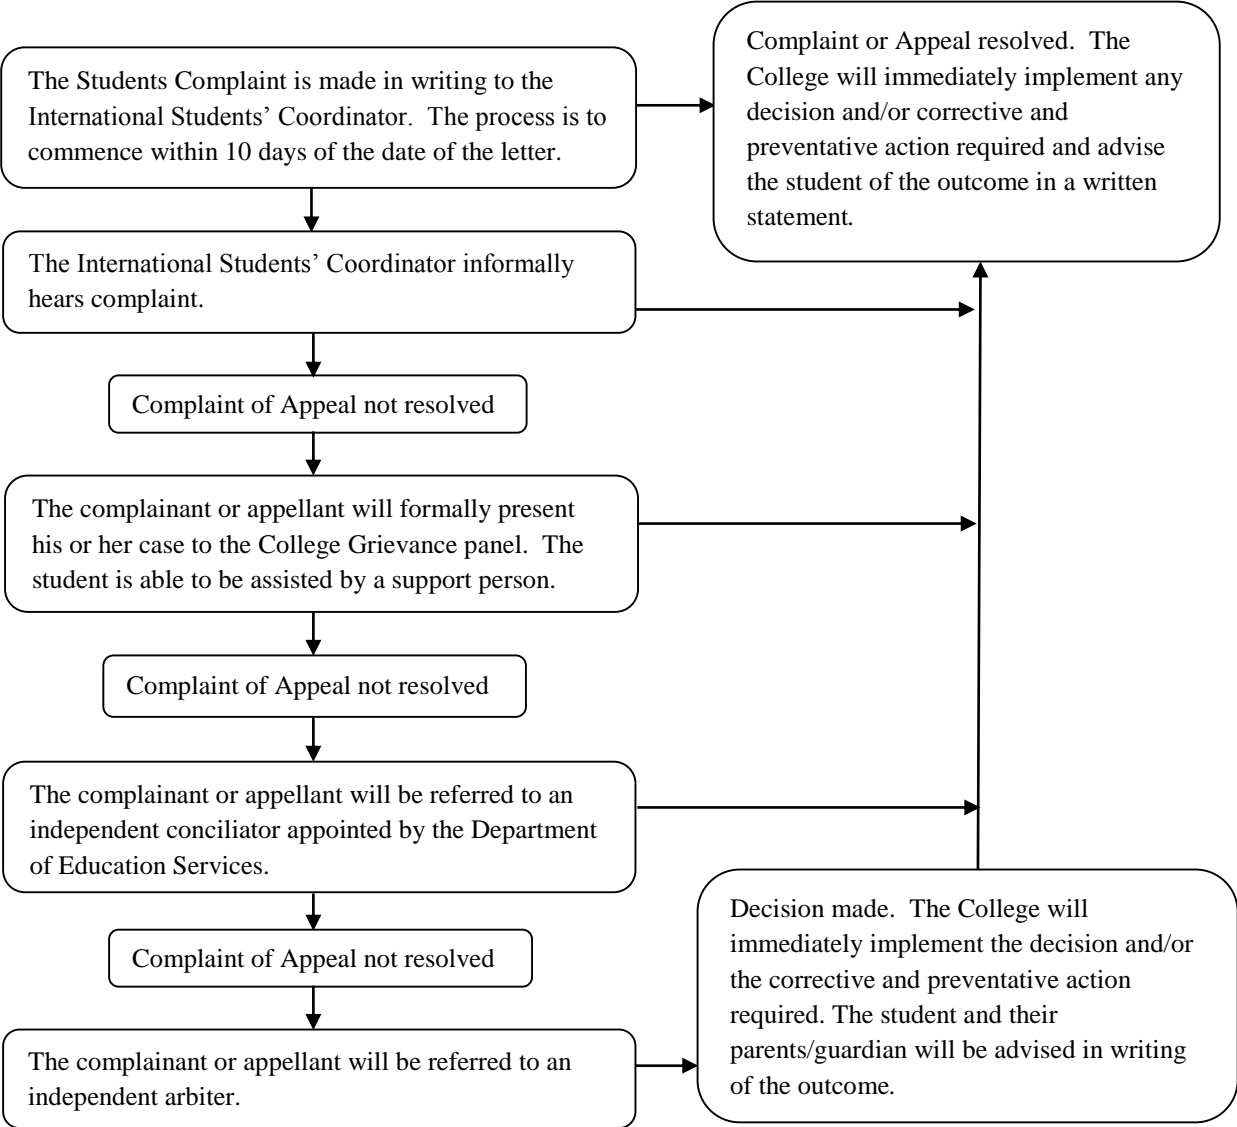 The Students Complaint is made in writing to the
International Students’ Coordinator.  The process is to
commence within 10 days of the date of the letter.
Complaint or Appeal resolved.  The
College will immediately implement any
decision and/or corrective and
preventative action required and advise
the student of the outcome in a written
statement.
The International Students’ Coordinator informally
hears complaint.
Complaint of Appeal not resolved
The complainant or appellant will formally present
his or her case to the College Grievance panel.  The
student is able to be assisted by a support person.
Complaint of Appeal not resolved
The complainant or appellant will be referred to an
independent conciliator appointed by the Department
of Education Services.
Complaint of Appeal not resolved
The complainant or appellant will be referred to an
independent arbiter.
Decision made.  The College will
immediately implement the decision and/or
the corrective and preventative action
required. The student and their
parents/guardian will be advised in writing
of the outcome.